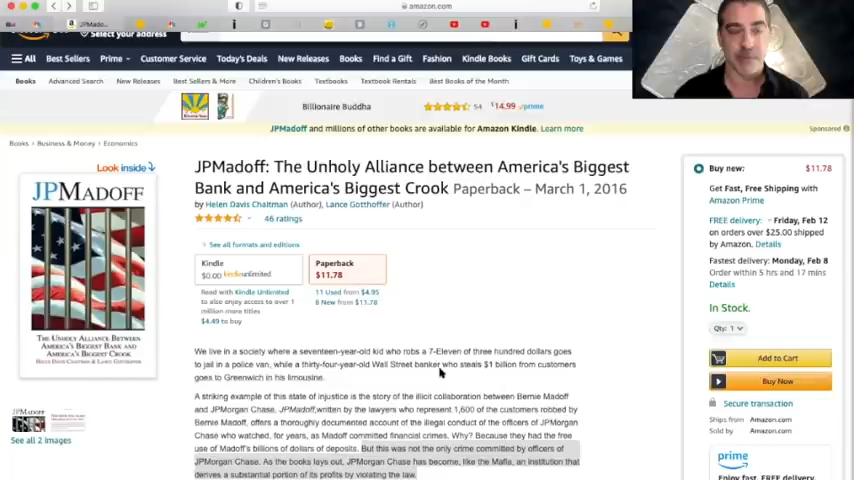 amazon.com
JPMado...
Select your address
All Best Sellers Prime Customer Service Today's Deals New Releases Books Find a Gift Fashion Kindle Books Gift Cards Toys & Games
Books Advanced Search New Releases Best Sellers & More Children's Books Textbooks Textbook Rentals Best Books of the Month
Billionaire Buddha 54 $14.99 prime
JPMadoff and millions of other books are available for Amazon Kindle. Learn more
Sponsored
Books › Business & Money › Economics
Look inside
JPMADOFF
THE UNHOLY ALLIANCE
BETWEEN AMERICA'S BIGGEST
BANK AND
AMERICA'S BIGGEST CROOK
HELEN DAVIS CHAITMAN & LANCE GOTTHOFFER
See all 2 images
JPMadoff: The Unholy Alliance between America's Biggest
Bank and America's Biggest Crook Paperback – March 1, 2016
by Helen Davis Chaitman (Author), Lance Gotthoffer (Author)
46 ratings
See all formats and editions
Kindle
$0.00 kindleunlimited
Read with Kindle Unlimited
to also enjoy access to over 1
million more titles
$4.49 to buy
Paperback
$11.78
11 Used from $4.95
8 New from $11.78
We live in a society where a seventeen-year-old kid who robs a 7-Eleven of three hundred dollars goes
to jail in a police van, while a thirty-four-year-old Wall Street banker who steals $1 billion from customers
goes to Greenwich in his limousine.
A striking example of this state of injustice is the story of the illicit collaboration between Bernie Madoff
and JPMorgan Chase. JPMadoff,written by the lawyers who represent 1,600 of the customers robbed by
Bernie Madoff, offers a thoroughly documented account of the illegal conduct of the officers of JPMorgan
Chase who watched, for years, as Madoff committed financial crimes. Why? Because they had the free
use of Madoff's billions of dollars of deposits. But this was not the only crime committed by officers of
JPMorgan Chase. As the books lays out, JPMorgan Chase has become, like the Mafia, an institution that
derives a substantial portion of its profits by violating the law.
Buy new: $11.78
Get Fast, Free Shipping with
Amazon Prime
FREE delivery: Friday, Feb 12
on orders over $25.00 shipped
by Amazon. Details
Fastest delivery: Monday, Feb 8
Order within 5 hrs and 17 mins
Details
In Stock.
Qty: 1
Add to Cart
Buy Now
Secure transaction
Ships from Amazon.com
Sold by Amazon.com
prime
Enjoy fast, FREE